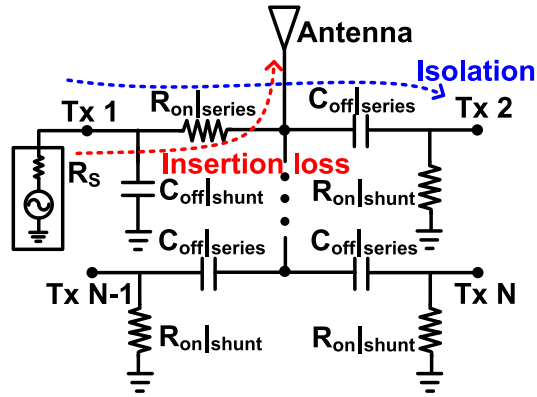 Antenna
Isolation
Tx 1
Ron|series
Coff|series
Tx 2
RS
Insertion loss
Coff|shunt
Ron|shunt
Coff|series
Coff|series
Tx N-1
Tx N
Ron|shunt
Ron|shunt